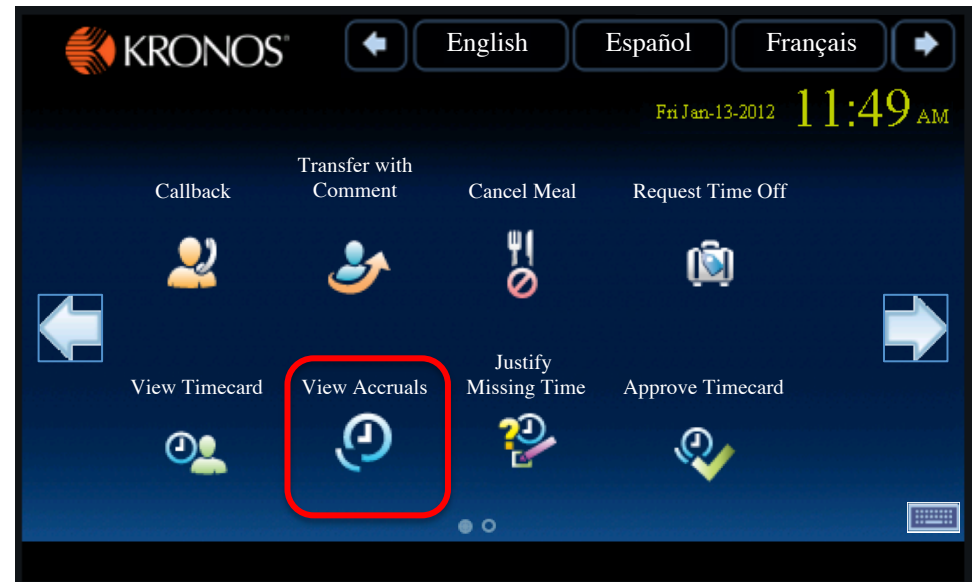 KRONOS®
English
Español
Français
Fri Jan-13-2012 11:49 AM
Callback
Transfer with
Comment
Cancel Meal
Request Time Off
View Timecard
View Accruals
Justify
Missing Time
Approve Timecard